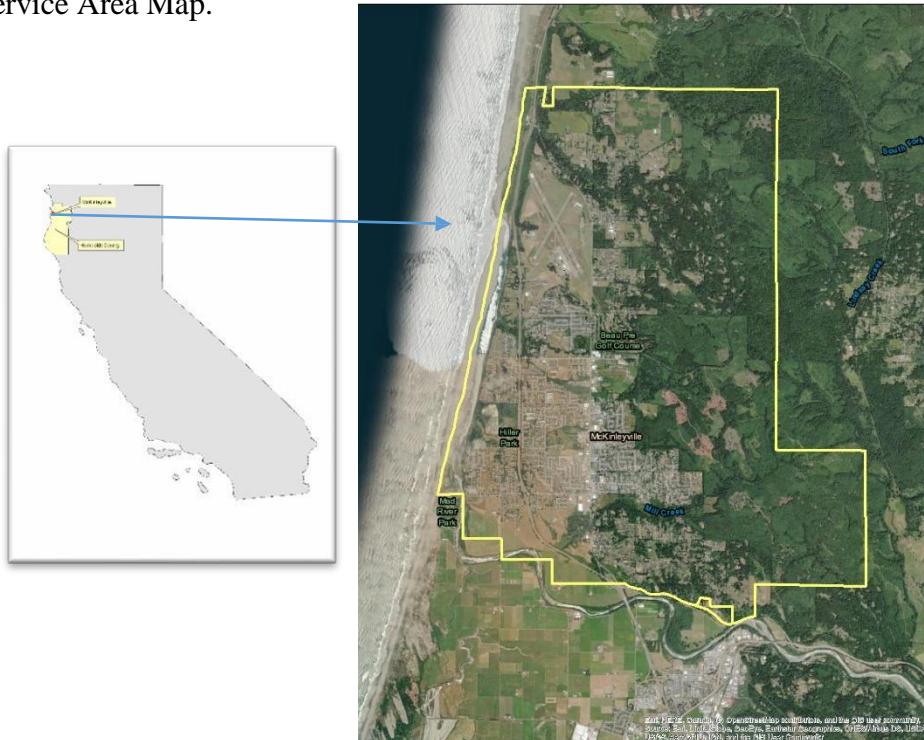 ervice Area Map.
McKinleyville
Humboldt County
South Fork
Lindsay Creek
Beau Pre
Golf Course
Hiller
Park
McKinleyville
Mad
River
Park
Mill Creek